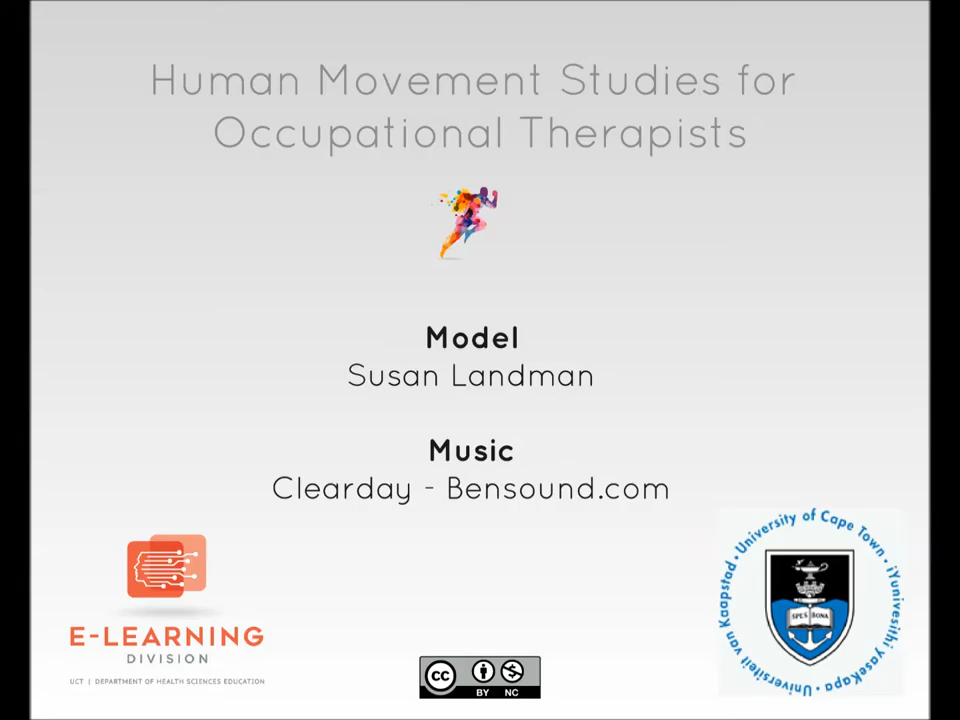 Human Movement Studies for
Occupational Therapists
Model
Susan Landman
Music
Clearday - Bensound.com
E-LEARNING
DIVISION
UCT | DEPARTMENT OF HEALTH SCIENCES EDUCATION
cc
BY NC
University of Cape Town · iYunivesithi yaseKapa · Universiteit van Kaapstad ·
SPES BONA